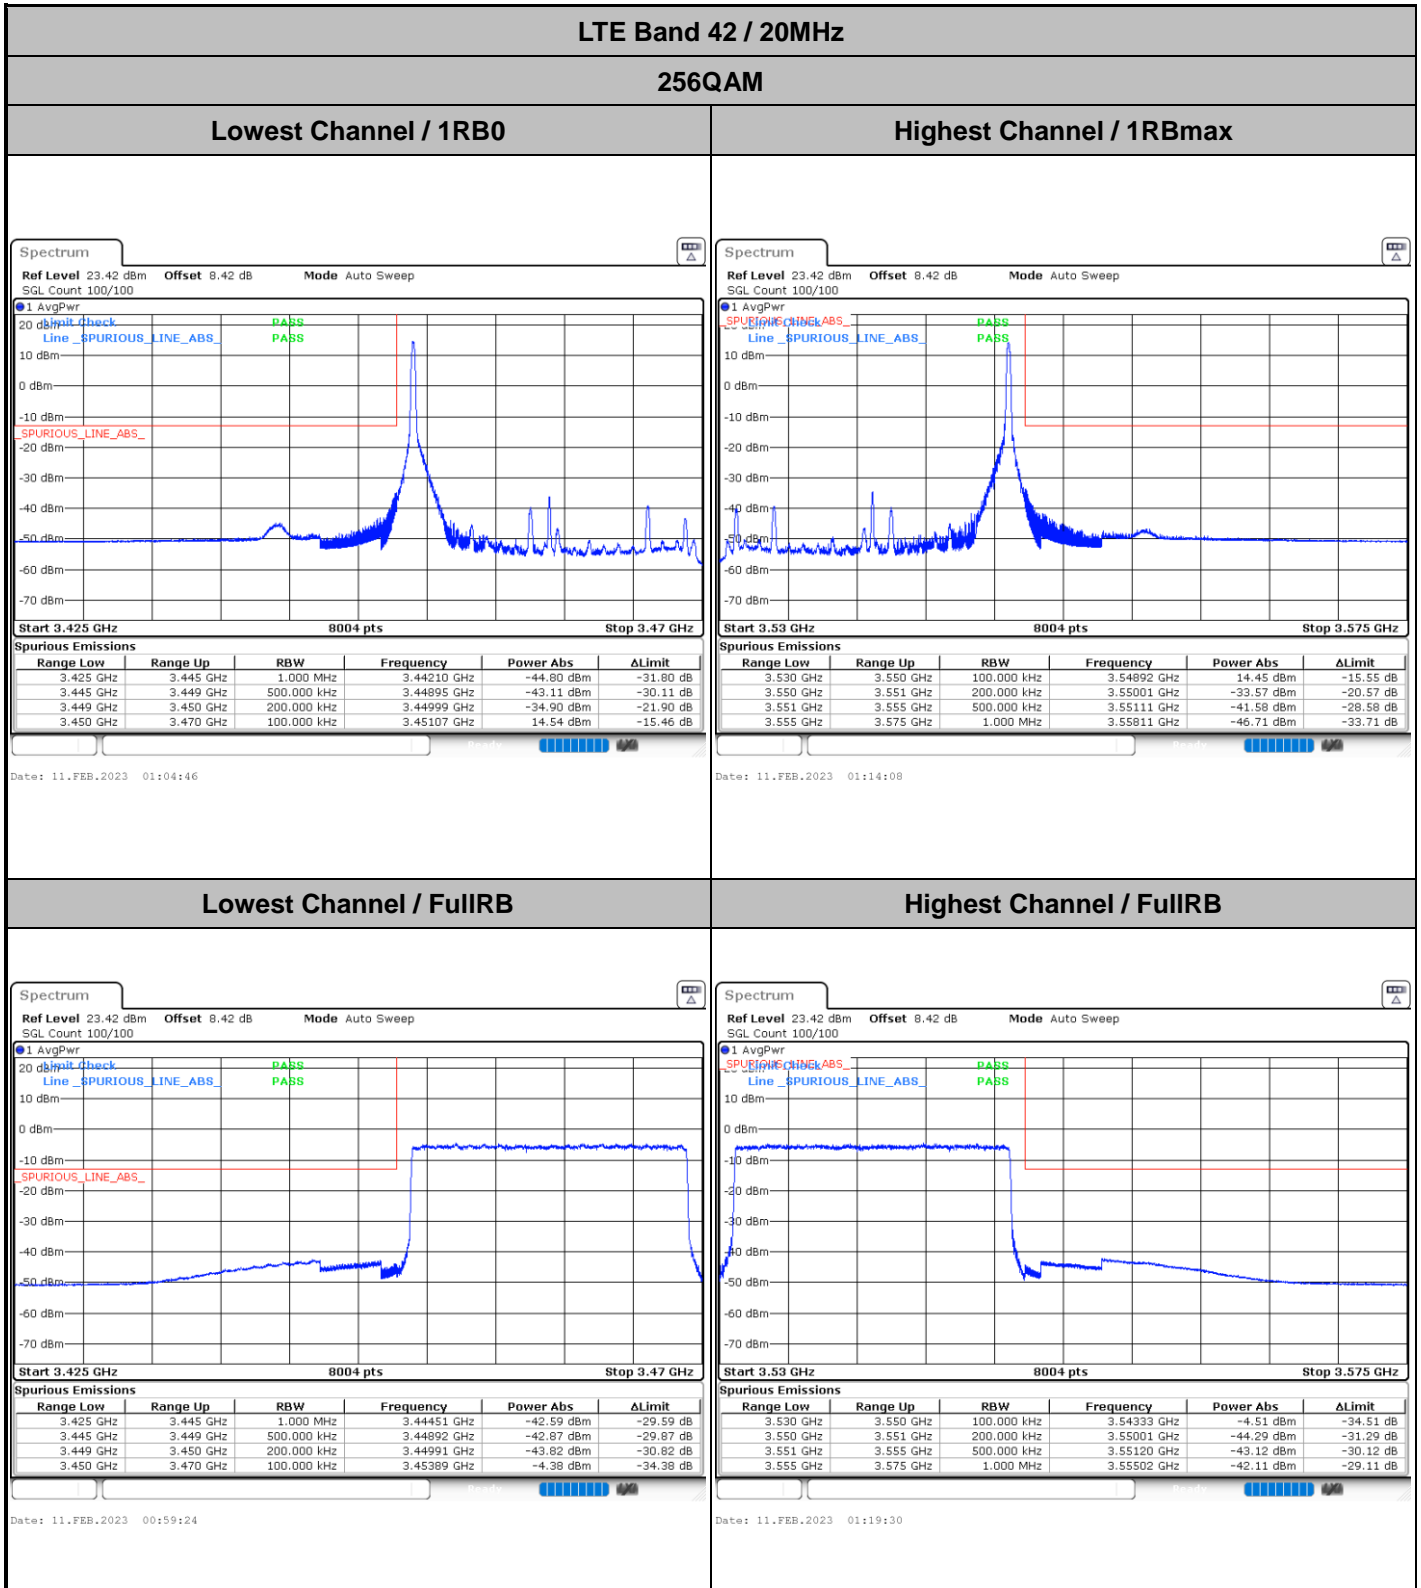 LTE Band 42 / 20MHz
256QAM
Lowest Channel / 1RB0
Highest Channel / 1RBmax
Spectrum
Ref Level 23.42 dBm Offset 8.42 dB Mode Auto Sweep
SGL Count 100/100
1 AvgPwr
Limit Check PASS
20 dBm
Line _SPURIOUS_LINE_ABS_ PASS
10 dBm
0 dBm
-10 dBm
_SPURIOUS_LINE_ABS_
-20 dBm
-30 dBm
-40 dBm
-50 dBm
-60 dBm
-70 dBm
Start 3.425 GHz 8004 pts Stop 3.47 GHz
Spurious Emissions
Range Low Range Up RBW Frequency Power Abs ΔLimit
3.425 GHz 3.445 GHz 1.000 MHz 3.44210 GHz -44.80 dBm -31.80 dB
3.445 GHz 3.449 GHz 500.000 kHz 3.44895 GHz -43.11 dBm -30.11 dB
3.449 GHz 3.450 GHz 200.000 kHz 3.44999 GHz -34.90 dBm -21.90 dB
3.450 GHz 3.470 GHz 100.000 kHz 3.45107 GHz 14.54 dBm -15.46 dB
Ready
Date: 11.FEB.2023 01:04:46
Spectrum
Ref Level 23.42 dBm Offset 8.42 dB Mode Auto Sweep
SGL Count 100/100
1 AvgPwr
_SPURIOUS_LINE_ABS_
Limit Check PASS
Line _SPURIOUS_LINE_ABS_ PASS
10 dBm
0 dBm
-10 dBm
-20 dBm
-30 dBm
-40 dBm
-50 dBm
-60 dBm
-70 dBm
Start 3.53 GHz 8004 pts Stop 3.575 GHz
Spurious Emissions
Range Low Range Up RBW Frequency Power Abs ΔLimit
3.530 GHz 3.550 GHz 100.000 kHz 3.54892 GHz 14.45 dBm -15.55 dB
3.550 GHz 3.551 GHz 200.000 kHz 3.55001 GHz -33.57 dBm -20.57 dB
3.551 GHz 3.555 GHz 500.000 kHz 3.55111 GHz -41.58 dBm -28.58 dB
3.555 GHz 3.575 GHz 1.000 MHz 3.55811 GHz -46.71 dBm -33.71 dB
Ready
Date: 11.FEB.2023 01:14:08
Lowest Channel / FullRB
Highest Channel / FullRB
Spectrum
Ref Level 23.42 dBm Offset 8.42 dB Mode Auto Sweep
SGL Count 100/100
1 AvgPwr
Limit Check PASS
20 dBm
Line _SPURIOUS_LINE_ABS_ PASS
10 dBm
0 dBm
-10 dBm
_SPURIOUS_LINE_ABS_
-20 dBm
-30 dBm
-40 dBm
-50 dBm
-60 dBm
-70 dBm
Start 3.425 GHz 8004 pts Stop 3.47 GHz
Spurious Emissions
Range Low Range Up RBW Frequency Power Abs ΔLimit
3.425 GHz 3.445 GHz 1.000 MHz 3.44451 GHz -42.59 dBm -29.59 dB
3.445 GHz 3.449 GHz 500.000 kHz 3.44892 GHz -42.87 dBm -29.87 dB
3.449 GHz 3.450 GHz 200.000 kHz 3.44991 GHz -43.82 dBm -30.82 dB
3.450 GHz 3.470 GHz 100.000 kHz 3.45389 GHz -4.38 dBm -34.38 dB
Ready
Date: 11.FEB.2023 00:59:24
Spectrum
Ref Level 23.42 dBm Offset 8.42 dB Mode Auto Sweep
SGL Count 100/100
1 AvgPwr
_SPURIOUS_LINE_ABS_
Limit Check PASS
Line _SPURIOUS_LINE_ABS_ PASS
10 dBm
0 dBm
-10 dBm
-20 dBm
-30 dBm
-40 dBm
-50 dBm
-60 dBm
-70 dBm
Start 3.53 GHz 8004 pts Stop 3.575 GHz
Spurious Emissions
Range Low Range Up RBW Frequency Power Abs ΔLimit
3.530 GHz 3.550 GHz 100.000 kHz 3.54333 GHz -4.51 dBm -34.51 dB
3.550 GHz 3.551 GHz 200.000 kHz 3.55001 GHz -44.29 dBm -31.29 dB
3.551 GHz 3.555 GHz 500.000 kHz 3.55120 GHz -43.12 dBm -30.12 dB
3.555 GHz 3.575 GHz 1.000 MHz 3.55502 GHz -42.11 dBm -29.11 dB
Ready
Date: 11.FEB.2023 01:19:30